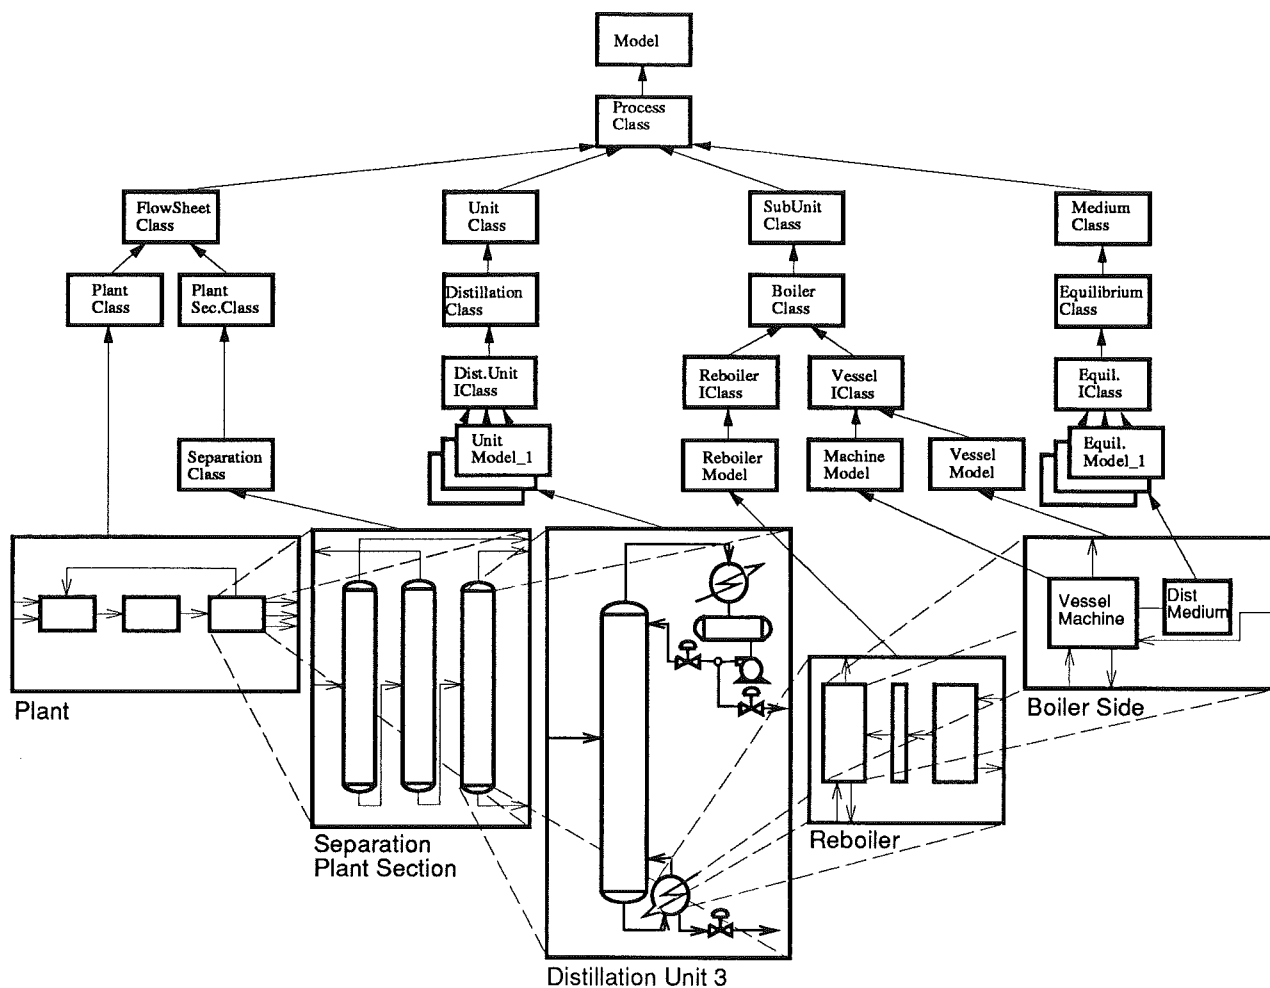 Model
Process
Class
FlowSheet
Class
Unit
Class
SubUnit
Class
Medium
Class
Plant
Class
Plant
Sec.Class
Distillation
Class
Boiler
Class
Equilibrium
Class
Dist.Unit
IClass
Reboiler
IClass
Vessel
IClass
Equil.
IClass
Separation
Class
Unit
Model_1
Reboiler
Model
Machine
Model
Vessel
Model
Equil.
Model_1
Vessel
Machine
Dist
Medium
Plant
Boiler Side
Separation
Plant Section
Reboiler
Distillation Unit 3